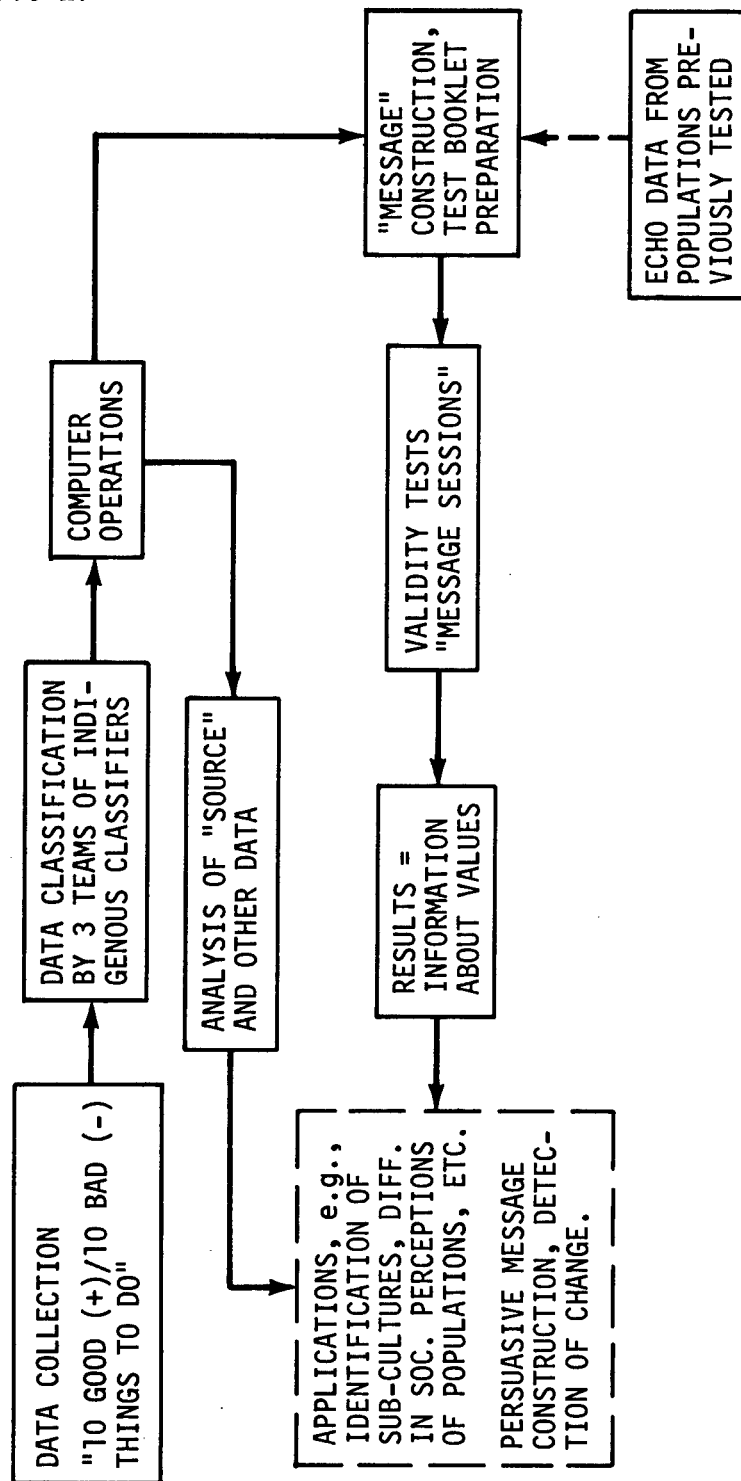 DATA COLLECTION
"10 GOOD (+)/10 BAD (-)
THINGS TO DO"
DATA CLASSIFICATION
BY 3 TEAMS OF INDI-
GENOUS CLASSIFIERS
COMPUTER
OPERATIONS
"MESSAGE"
CONSTRUCTION,
TEST BOOKLET
PREPARATION
ANALYSIS OF "SOURCE"
AND OTHER DATA
VALIDITY TESTS
"MESSAGE SESSIONS"
RESULTS =
INFORMATION
ABOUT VALUES
APPLICATIONS, e.g.,
IDENTIFICATION OF
SUB-CULTURES, DIFF.
IN SOC. PERCEPTIONS
OF POPULATIONS, ETC.
PERSUASIVE MESSAGE
CONSTRUCTION, DETEC-
TION OF CHANGE.
ECHO DATA FROM
POPULATIONS PRE-
VIOUSLY TESTED